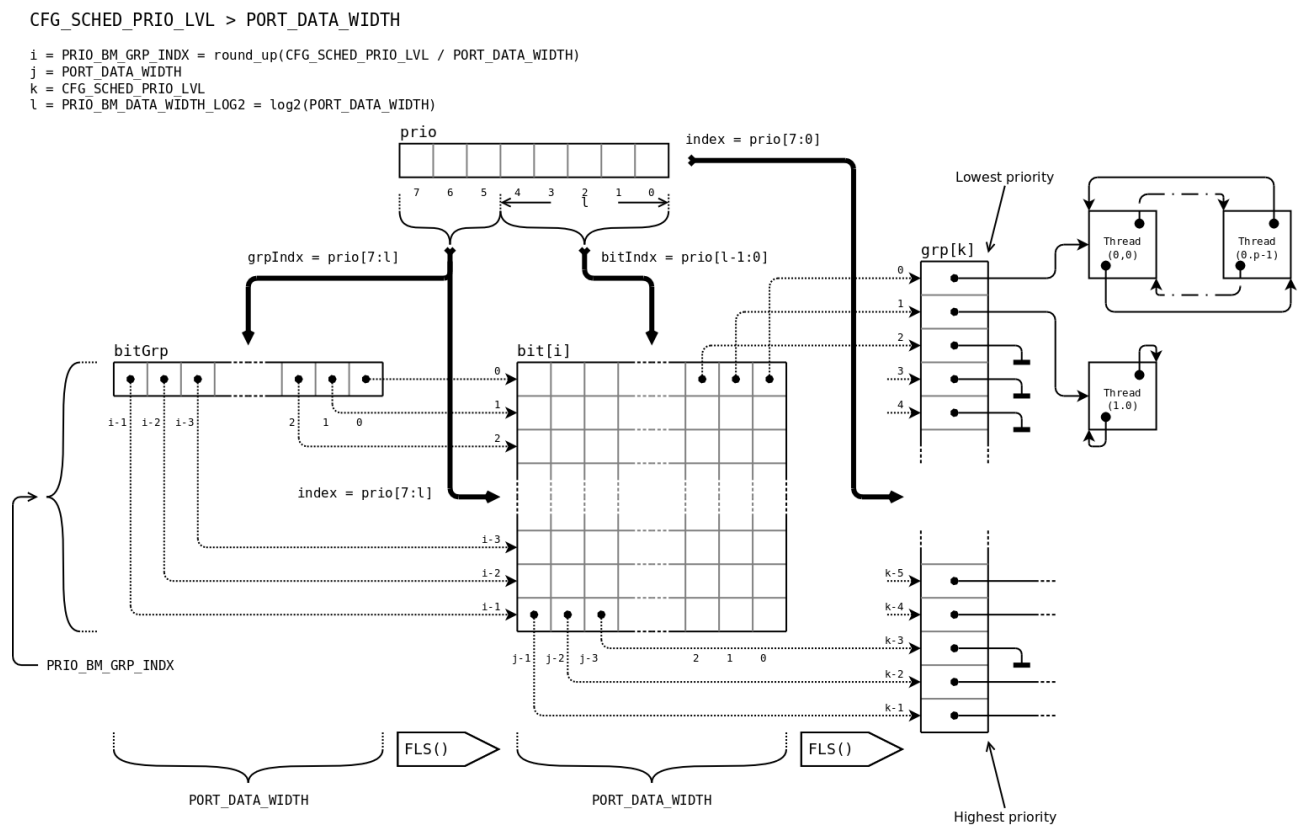 CFG_SCHED_PRIO_LVL > PORT_DATA_WIDTH
i = PRIO_BM_GRP_INDX = round_up(CFG_SCHED_PRIO_LVL / PORT_DATA_WIDTH)
j = PORT_DATA_WIDTH
k = CFG_SCHED_PRIO_LVL
l = PRIO_BM_DATA_WIDTH_LOG2 = log2(PORT_DATA_WIDTH)
prio
index = prio[7:0]
7 6 5 4 3 2 1 0
l
Lowest priority
grpIndx = prio[7:l]
bitIndx = prio[l-1:0]
grp[k]
Thread
(0,0)
Thread
(0.p-1)
0
1
2
3
4
bitGrp
bit[i]
i-1 i-2 i-3 2 1 0
0
1
2
Thread
(1.0)
index = prio[7:l]
i-3
i-2
i-1
k-5
k-4
k-3
k-2
k-1
j-1 j-2 j-3 2 1 0
PRIO_BM_GRP_INDX
FLS()
FLS()
PORT_DATA_WIDTH
PORT_DATA_WIDTH
Highest priority